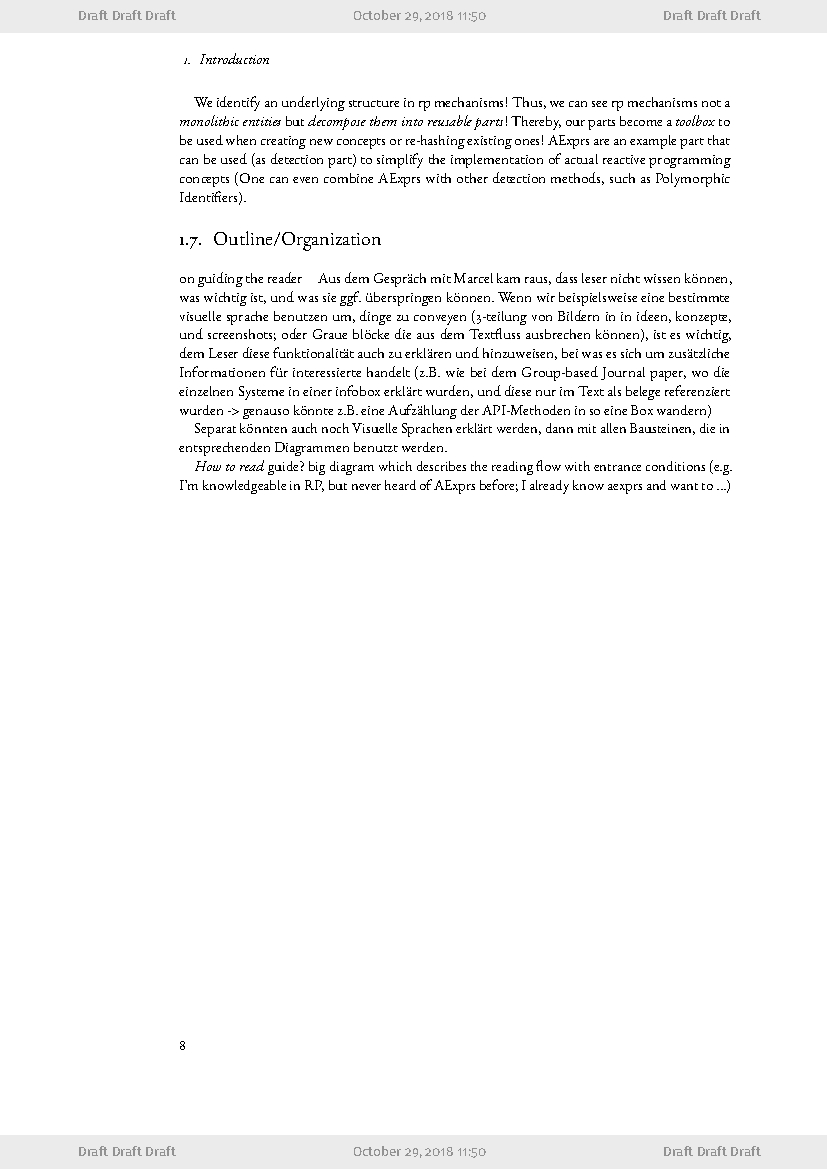 Draft Draft Draft October 29, 2018 11:50 Draft Draft Draft
1. Introduction
We identify an underlying structure in rp mechanisms! Thus, we can see rp mechanisms not a
monolithic entities but decompose them into reusable parts! Thereby, our parts become a toolbox to
be used when creating new concepts or re-hashing existing ones! AExprs are an example part that
can be used (as detection part) to simplify the implementation of actual reactive programming
concepts (One can even combine AExprs with other detection methods, such as Polymorphic
Identifiers).
1.7. Outline/Organization
on guiding the reader Aus dem Gespräch mit Marcel kam raus, dass leser nicht wissen können,
was wichtig ist, und was sie ggf. überspringen können. Wenn wir beispielsweise eine bestimmte
visuelle sprache benutzen um, dinge zu conveyen (3-teilung von Bildern in in ideen, konzepte,
und screenshots; oder Graue blöcke die aus dem Textfluss ausbrechen können), ist es wichtig,
dem Leser diese funktionalität auch zu erklären und hinzuweisen, bei was es sich um zusätzliche
Informationen für interessierte handelt (z.B. wie bei dem Group-based Journal paper, wo die
einzelnen Systeme in einer infobox erklärt wurden, und diese nur im Text als belege referenziert
wurden -> genauso könnte z.B. eine Aufzählung der API-Methoden in so eine Box wandern)
Separat könnten auch noch Visuelle Sprachen erklärt werden, dann mit allen Bausteinen, die in
entsprechenden Diagrammen benutzt werden.
How to read guide? big diagram which describes the reading flow with entrance conditions (e.g.
I'm knowledgeable in RP, but never heard of AExprs before; I already know aexprs and want to ...)
8
Draft Draft Draft October 29, 2018 11:50 Draft Draft Draft